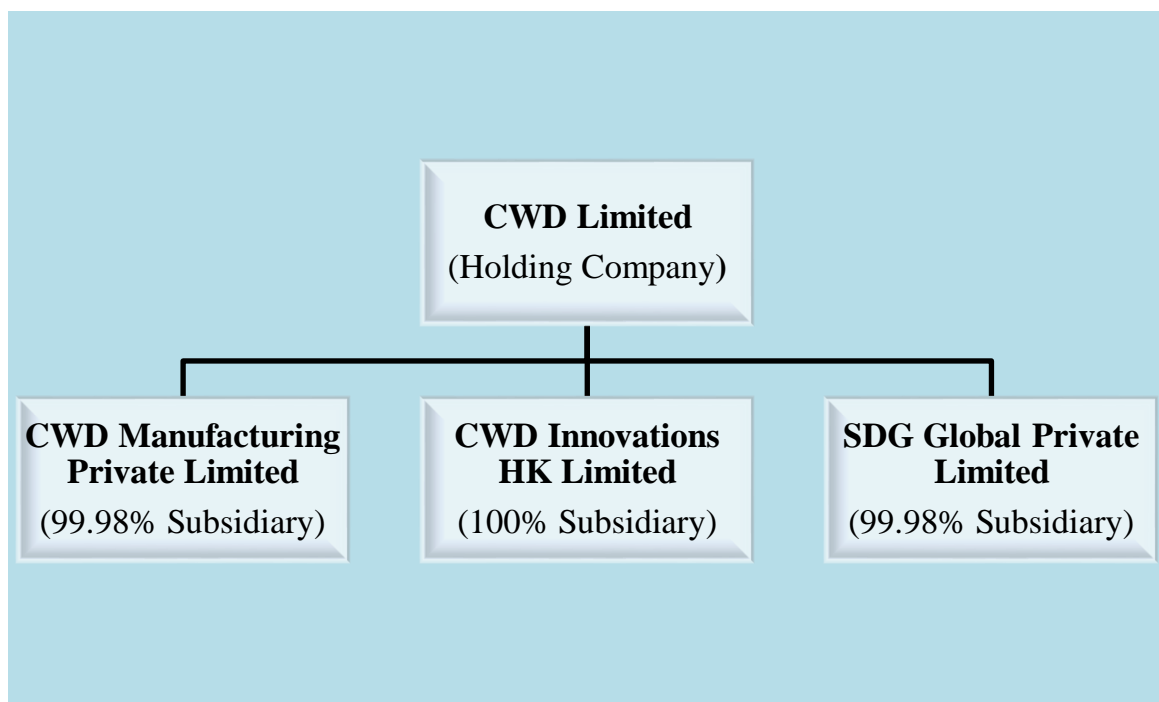 CWD Limited
(Holding Company)
CWD Manufacturing
Private Limited
(99.98% Subsidiary)
CWD Innovations
HK Limited
(100% Subsidiary)
SDG Global Private
Limited
(99.98% Subsidiary)